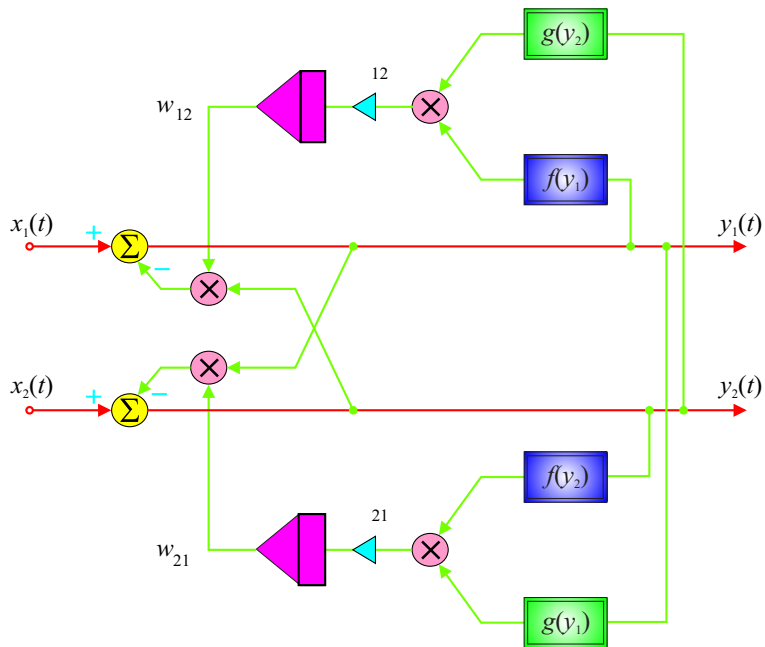 g(y₂)
12
w₁₂
f(y₁)
x₁(t)
+
Σ
y₁(t)
−
x₂(t)
+
−
Σ
y₂(t)
f(y₂)
21
w₂₁
g(y₁)